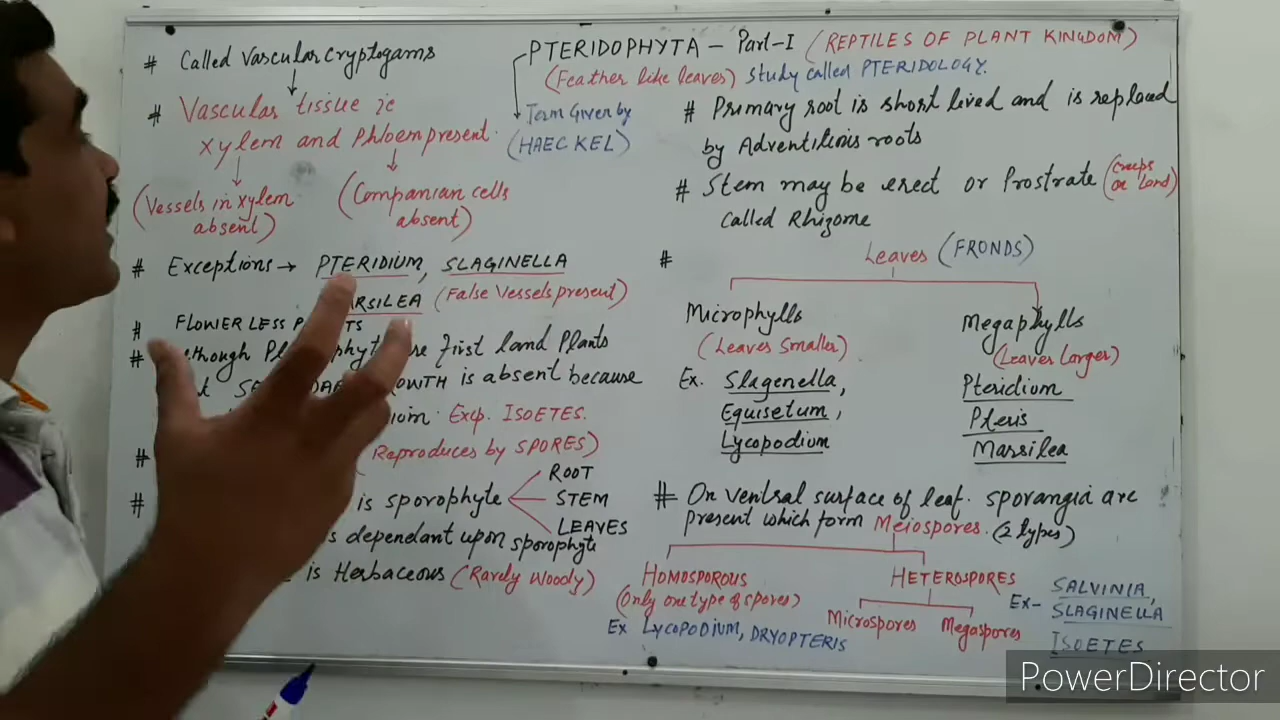 # Called Vascular Cryptogams
# Vascular tissue ie
xylem and Phloem present.
(Vessels in xylem absent)
(Companian cells absent)
# Exceptions → PTERIDIUM, SLAGINELLA
(False Vessels present)
#
# First land Plants
is absent because
Exp. ISOETES.
# Reproduces by SPORES)
# is sporophyte
ROOT
STEM
LEAVES
dependant upon sporophyte
is Herbaceous (Rarely Woody)
PTERIDOPHYTA – Part-I (REPTILES OF PLANT KINGDOM)
(Feather like leaves) Study called PTERIDOLOGY.
Term Given by
(HAECKEL)
# Primary root is short lived and is replaced
by roots
# Stem may be erect or Prostrate (creeps on land)
called Rhizome
# Leaves (FRONDS)
Microphylls
(Leaves Smaller)
Ex. Slagenella,
Equisetum,
Lycopodium
Megaphylls
(Leaves Larger)
Pteridium
Pteris
# On ventral surface of leaf. sporangia are
present which form Meiospores. (2 types)
HOMOSPOROUS
(Only one type of spores)
Ex LYCOPODIUM, DRYOPTERIS
HETEROSPORES
Microspores Megaspores
Ex- SALVINIA,
SLAGINELLA
ISOETES
PowerDirector